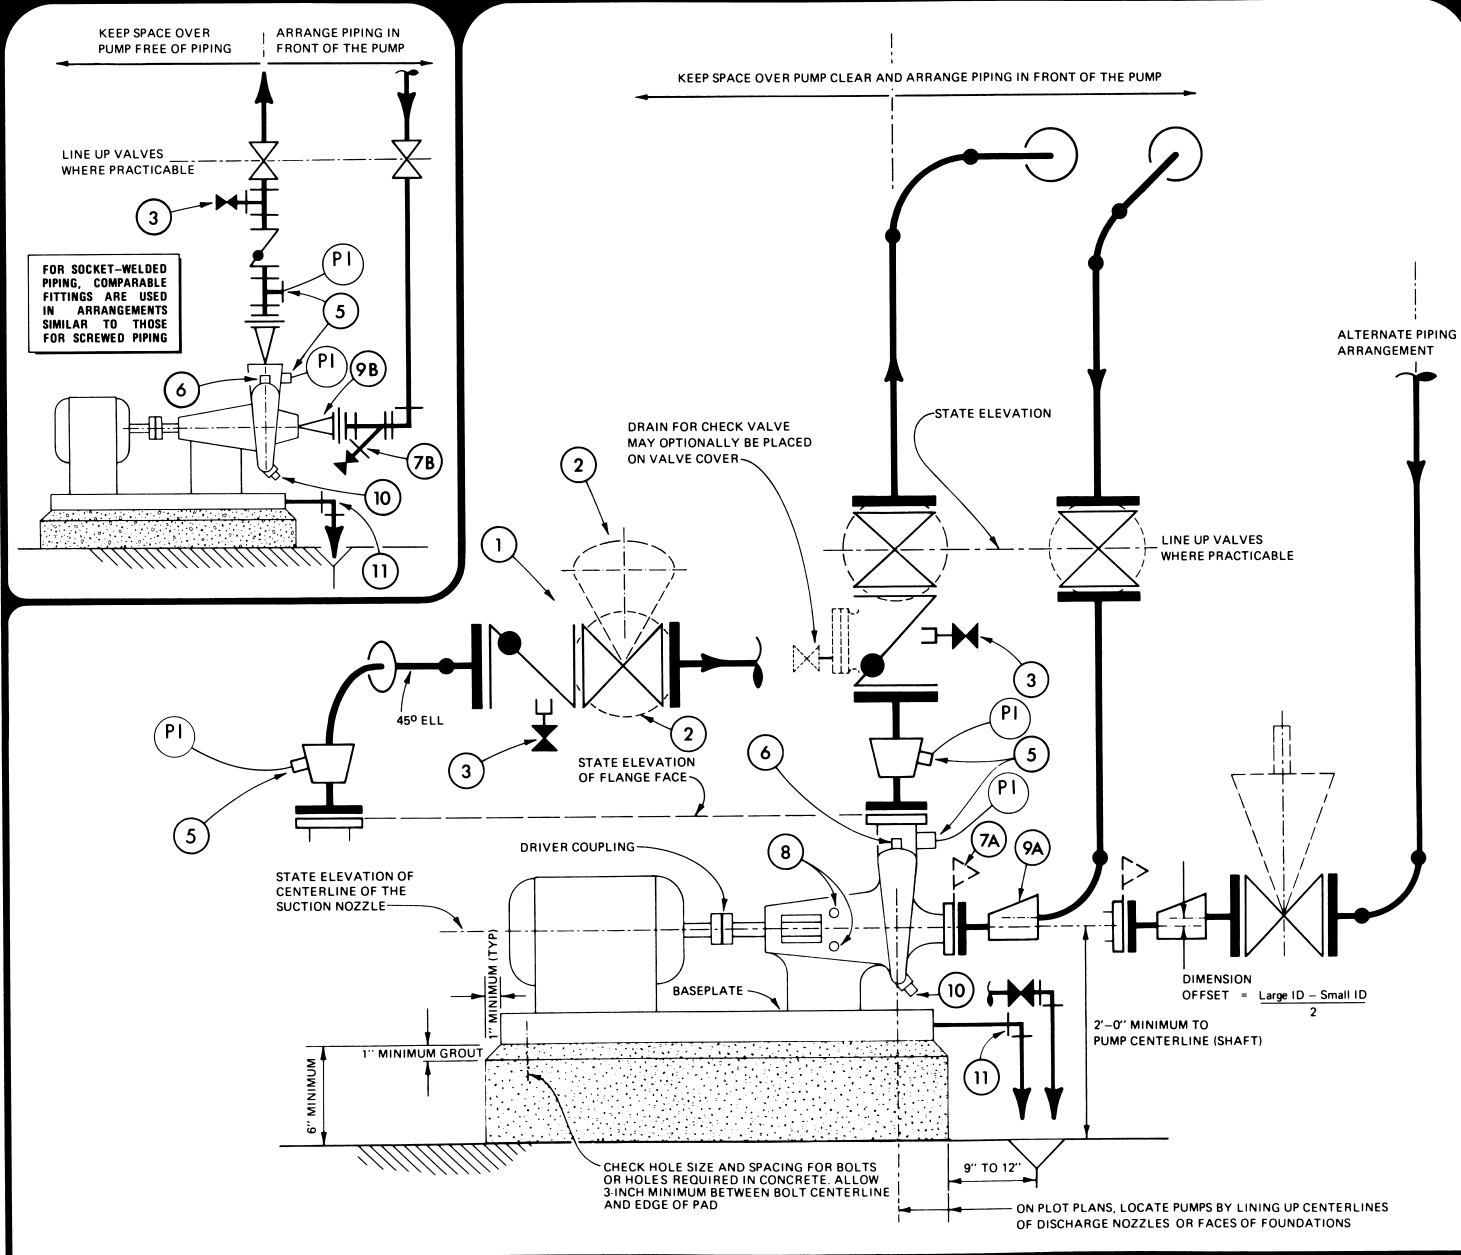 KEEP SPACE OVER
PUMP FREE OF PIPING
ARRANGE PIPING IN
FRONT OF THE PUMP
LINE UP VALVES
WHERE PRACTICABLE
3
PI
5
FOR SOCKET–WELDED
PIPING, COMPARABLE
FITTINGS ARE USED
IN ARRANGEMENTS
SIMILAR TO THOSE
FOR SCREWED PIPING
PI
9B
6
7B
10
11
KEEP SPACE OVER PUMP CLEAR AND ARRANGE PIPING IN FRONT OF THE PUMP
ALTERNATE PIPING
ARRANGEMENT
STATE ELEVATION
DRAIN FOR CHECK VALVE
MAY OPTIONALLY BE PLACED
ON VALVE COVER
2
1
LINE UP VALVES
WHERE PRACTICABLE
3
45º ELL
PI
PI
2
3
5
6
STATE ELEVATION
OF FLANGE FACE
PI
5
7A
9A
8
DRIVER COUPLING
STATE ELEVATION OF
CENTERLINE OF THE
SUCTION NOZZLE
1" MINIMUM (TYP)
BASEPLATE
10
DIMENSION
OFFSET = Large ID – Small ID
2
2'–0" MINIMUM TO
PUMP CENTERLINE (SHAFT)
1" MINIMUM GROUT
6" MINIMUM
11
CHECK HOLE SIZE AND SPACING FOR BOLTS
OR HOLES REQUIRED IN CONCRETE. ALLOW
3-INCH MINIMUM BETWEEN BOLT CENTERLINE
AND EDGE OF PAD
9" TO 12"
ON PLOT PLANS, LOCATE PUMPS BY LINING UP CENTERLINES
OF DISCHARGE NOZZLES OR FACES OF FOUNDATIONS